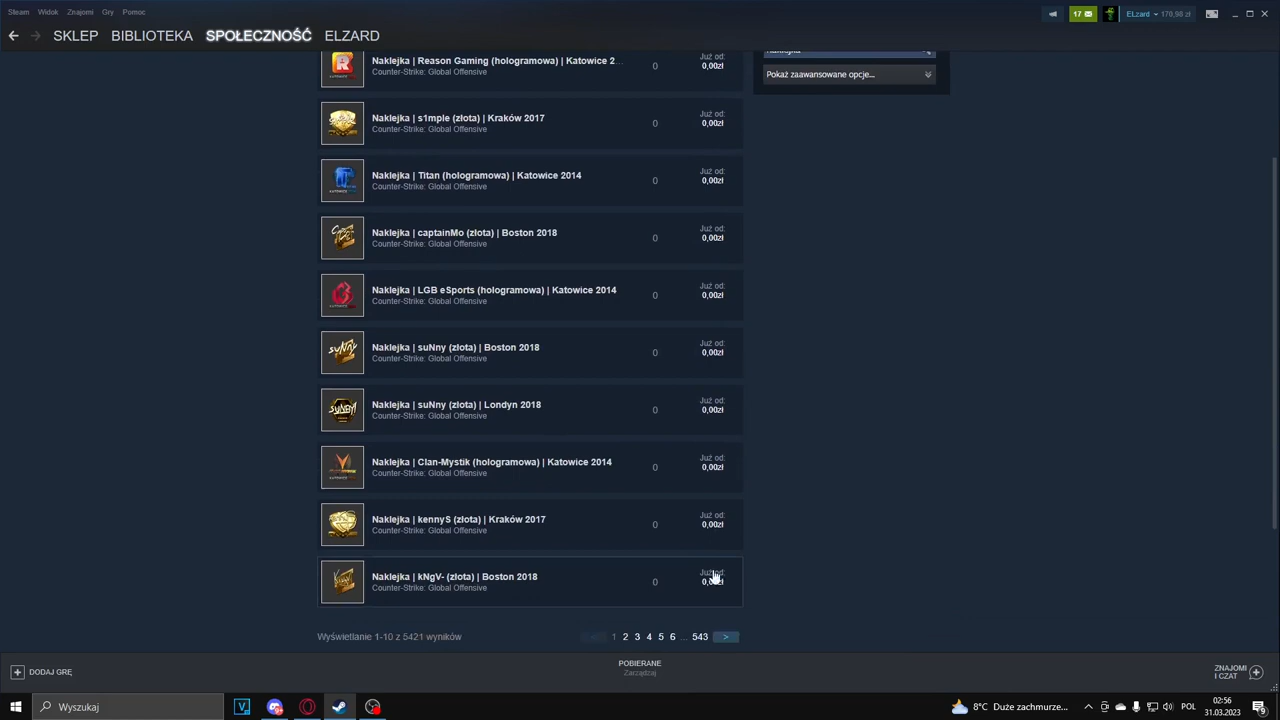 Steam Widok Znajomi Gry Pomoc
17 ELzard 170,98 zł
SKLEP BIBLIOTEKA SPOŁECZNOŚĆ ELZARD
Naklejka | Reason Gaming (hologramowa) | Katowice 2...
Counter-Strike: Global Offensive
0
Już od:
0,00zł
Pokaż zaawansowane opcje...
Naklejka | s1mple (złota) | Kraków 2017
Counter-Strike: Global Offensive
0
Już od:
0,00zł
Naklejka | Titan (hologramowa) | Katowice 2014
Counter-Strike: Global Offensive
0
Już od:
0,00zł
Naklejka | captainMo (złota) | Boston 2018
Counter-Strike: Global Offensive
0
Już od:
0,00zł
Naklejka | LGB eSports (hologramowa) | Katowice 2014
Counter-Strike: Global Offensive
0
Już od:
0,00zł
Naklejka | suNny (złota) | Boston 2018
Counter-Strike: Global Offensive
0
Już od:
0,00zł
Naklejka | suNny (złota) | Londyn 2018
Counter-Strike: Global Offensive
0
Już od:
0,00zł
Naklejka | Clan-Mystik (hologramowa) | Katowice 2014
Counter-Strike: Global Offensive
0
Już od:
0,00zł
Naklejka | kennyS (złota) | Kraków 2017
Counter-Strike: Global Offensive
0
Już od:
0,00zł
Naklejka | kNgV- (złota) | Boston 2018
Counter-Strike: Global Offensive
0
Już od:
0,00zł
Wyświetlanie 1-10 z 5421 wyników
< 1 2 3 4 5 6 ... 543 >
DODAJ GRĘ
POBIERANE
Zarządzaj
ZNAJOMI
I CZAT
Wyszukaj
8°C Duże zachmurze...
POL
02:56
31.03.2023